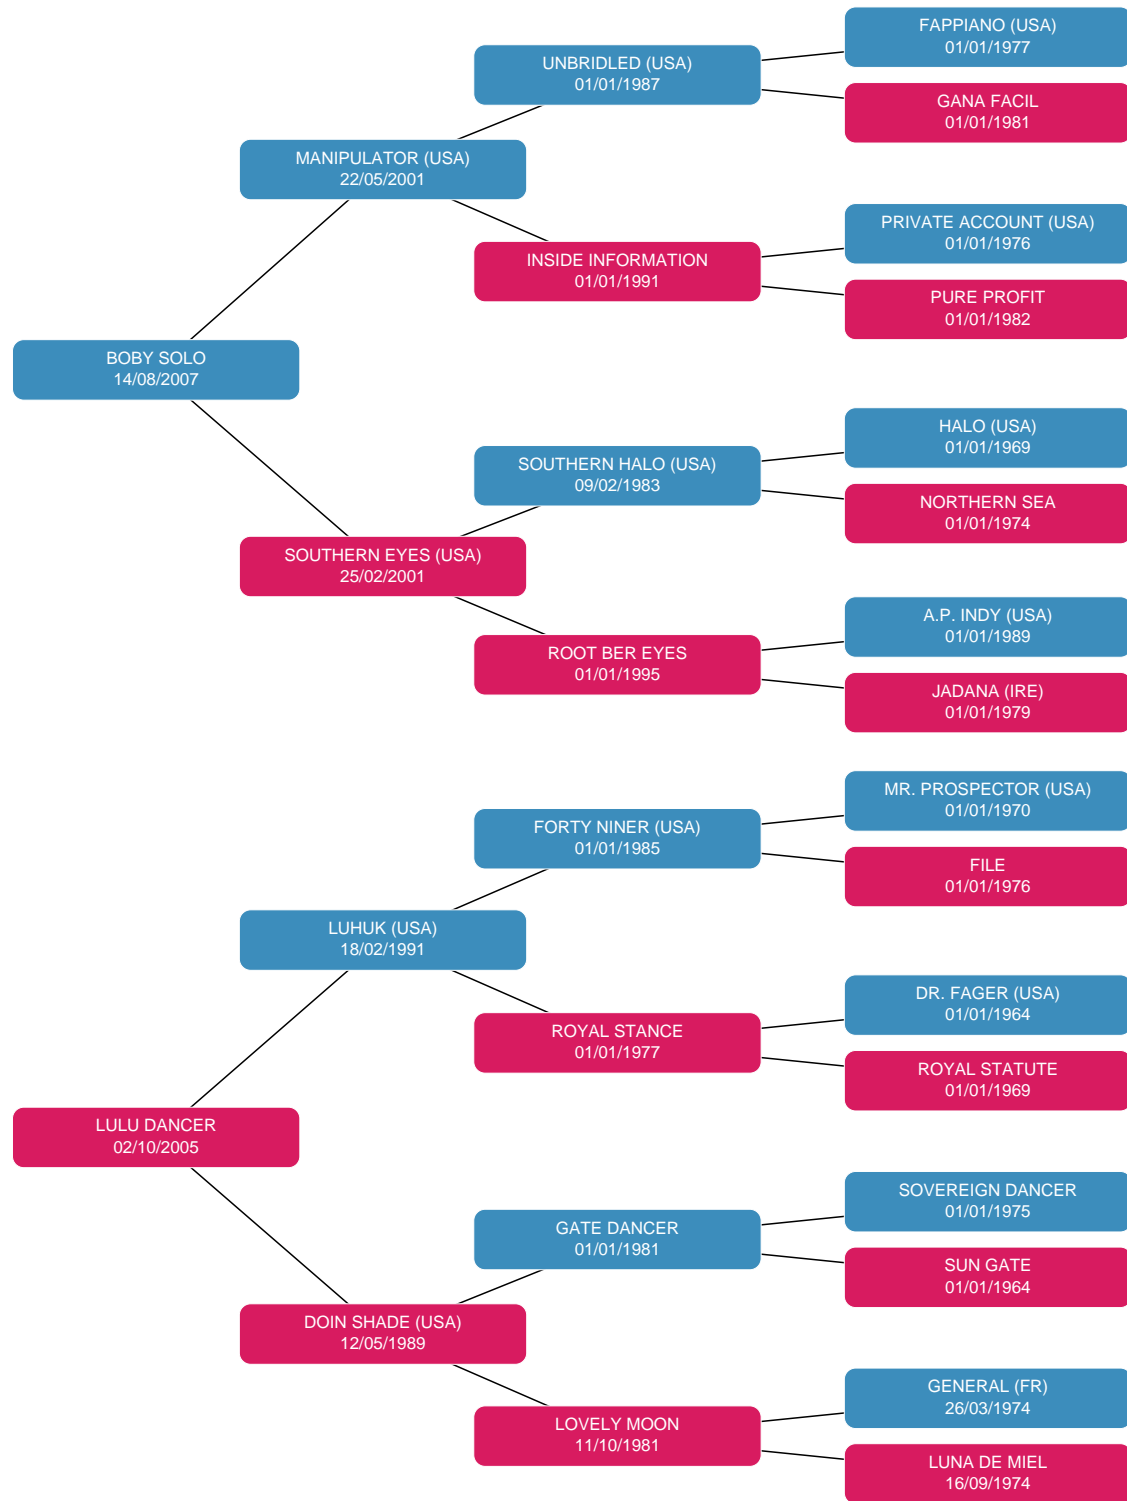 FAPPIANO (USA)
01/01/1977
UNBRIDLED (USA)
01/01/1987
GANA FACIL
01/01/1981
MANIPULATOR (USA)
22/05/2001
PRIVATE ACCOUNT (USA)
01/01/1976
INSIDE INFORMATION
01/01/1991
PURE PROFIT
01/01/1982
BOBY SOLO
14/08/2007
HALO (USA)
01/01/1969
SOUTHERN HALO (USA)
09/02/1983
NORTHERN SEA
01/01/1974
SOUTHERN EYES (USA)
25/02/2001
A.P. INDY (USA)
01/01/1989
ROOT BER EYES
01/01/1995
JADANA (IRE)
01/01/1979
MR. PROSPECTOR (USA)
01/01/1970
FORTY NINER (USA)
01/01/1985
FILE
01/01/1976
LUHUK (USA)
18/02/1991
DR. FAGER (USA)
01/01/1964
ROYAL STANCE
01/01/1977
ROYAL STATUTE
01/01/1969
LULU DANCER
02/10/2005
SOVEREIGN DANCER
01/01/1975
GATE DANCER
01/01/1981
SUN GATE
01/01/1964
DOIN SHADE (USA)
12/05/1989
GENERAL (FR)
26/03/1974
LOVELY MOON
11/10/1981
LUNA DE MIEL
16/09/1974